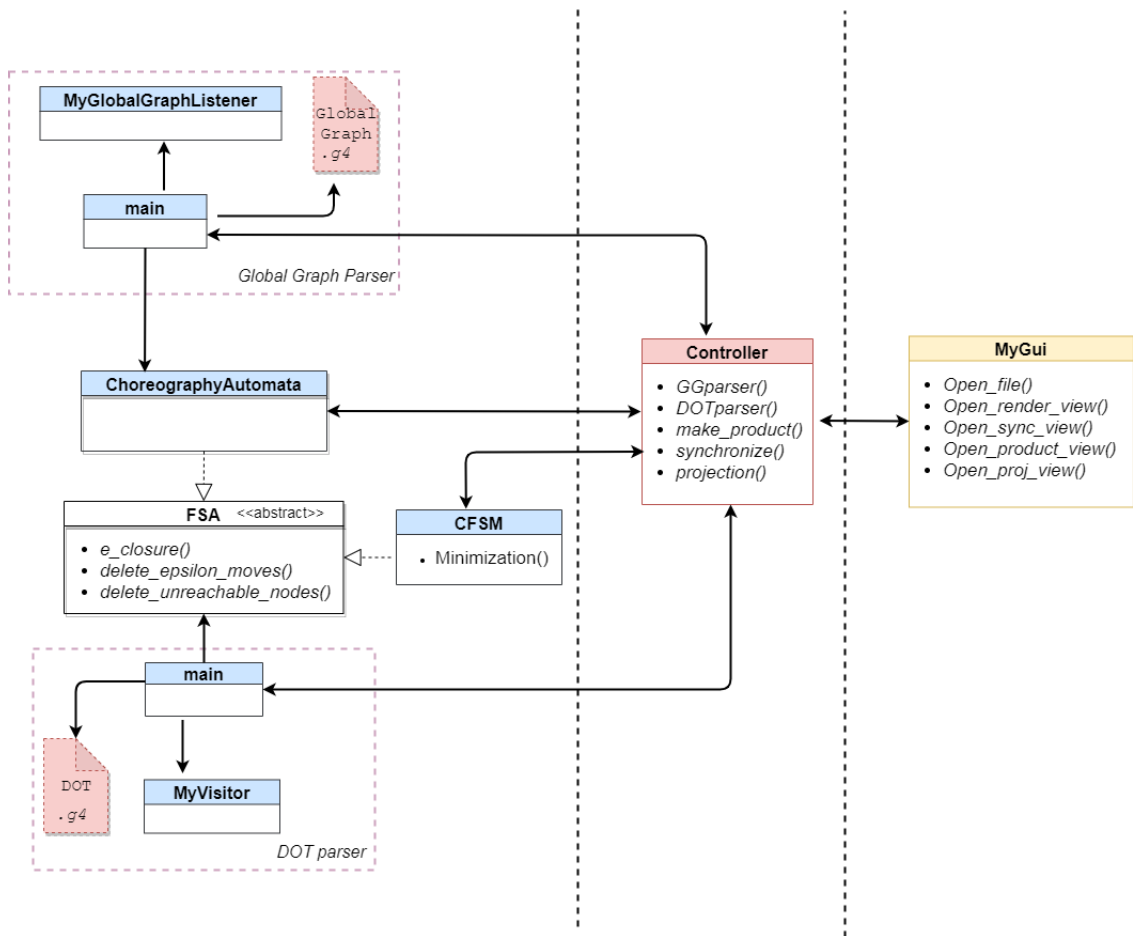 MyGlobalGraphListener
Global
Graph
.g4
main
Global Graph Parser
ChoreographyAutomata
FSA <<abstract>>
e_closure()
delete_epsilon_moves()
delete_unreachable_nodes()
CFSM
Minimization()
main
DOT
.g4
MyVisitor
DOT parser
Controller
GGparser()
DOTparser()
make_product()
synchronize()
projection()
MyGui
Open_file()
Open_render_view()
Open_sync_view()
Open_product_view()
Open_proj_view()